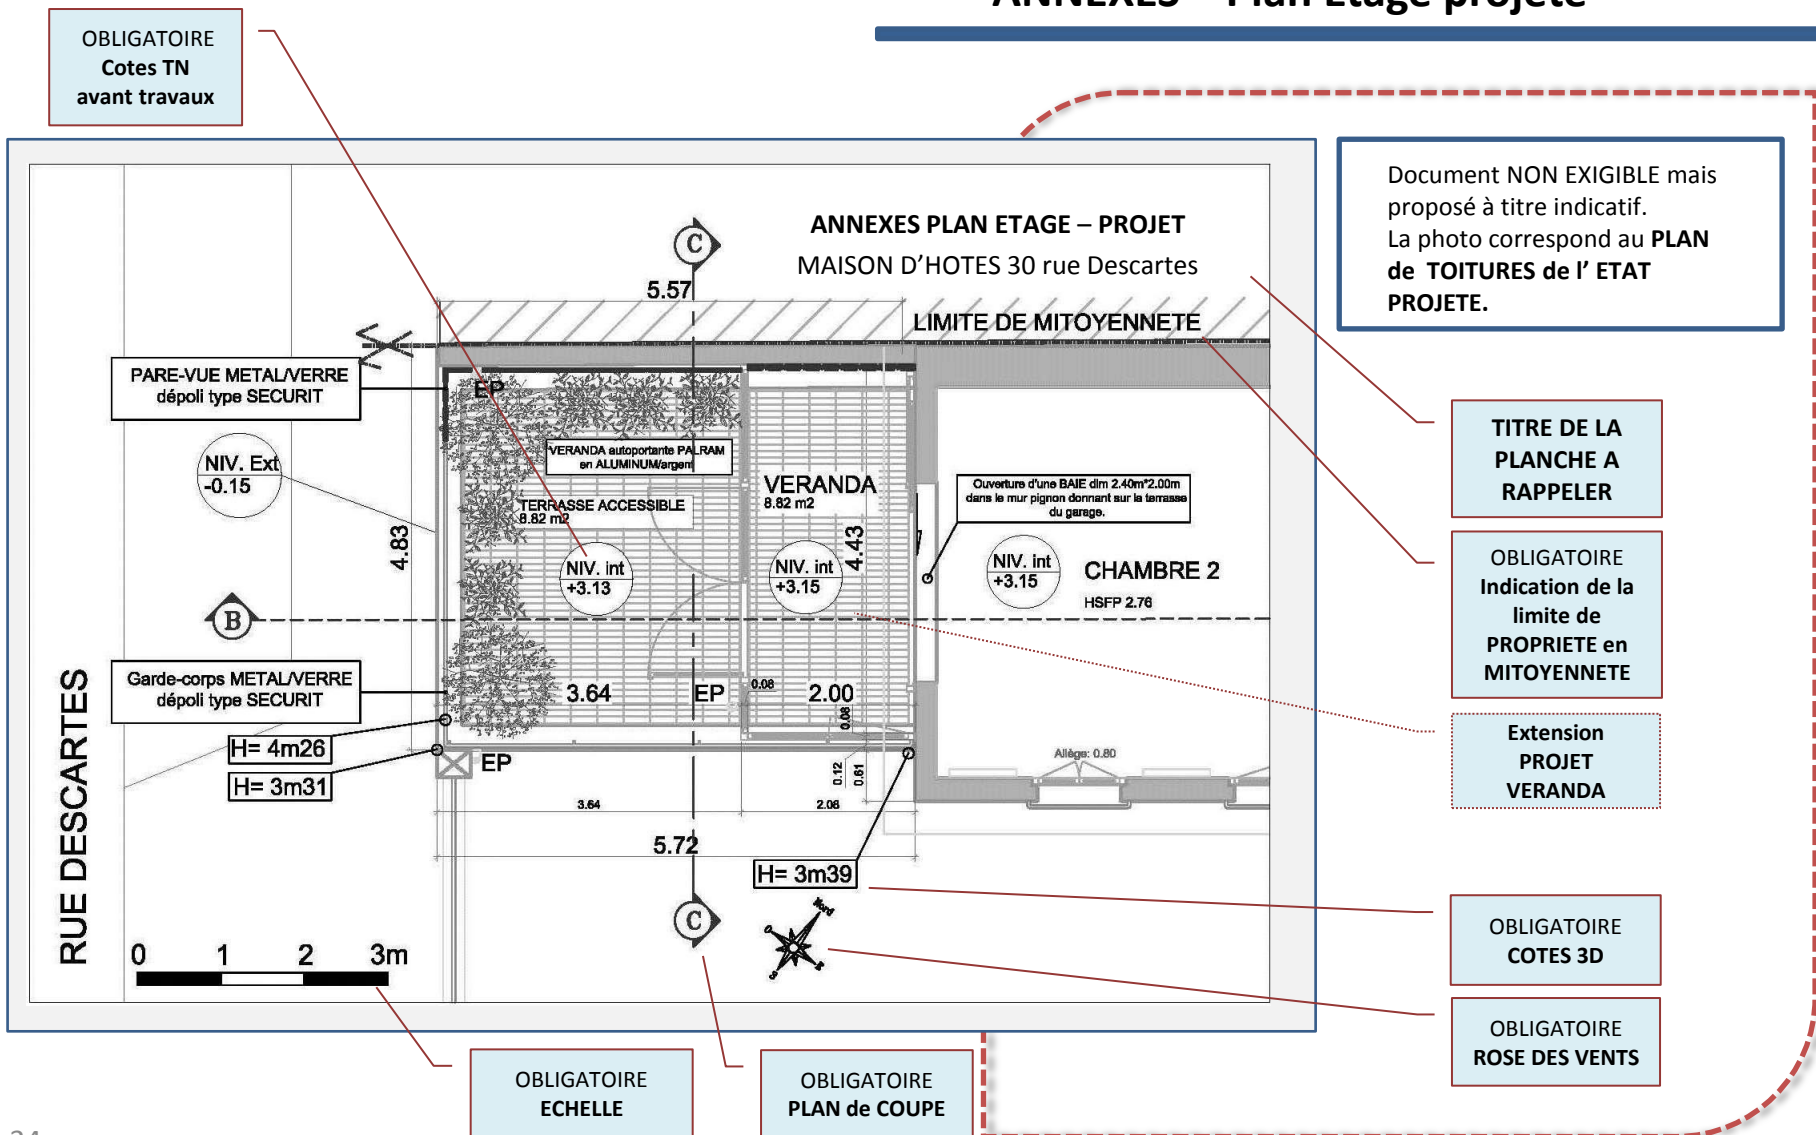 ANNEXES – Plan Etage projeté
OBLIGATOIRE
Cotes TN
avant travaux
Document NON EXIGIBLE mais
proposé à titre indicatif.
La photo correspond au PLAN
de TOITURES de l' ETAT
PROJETE.
ANNEXES PLAN ETAGE – PROJET
MAISON D'HOTES 30 rue Descartes
C
5.57
LIMITE DE MITOYENNETE
PARE-VUE METAL/VERRE
dépoli type SECURIT
EP
NIV. Ext
-0.15
VERANDA autoportante PALRAM
en ALUMINUM/argent
TERRASSE ACCESSIBLE
8.82 m2
VERANDA
8.82 m2
Ouverture d'une BAIE dim 2.40m*2.00m
dans le mur pignon donnant sur la terrasse
du garage.
4.83
4.43
NIV. int
+3.13
NIV. int
+3.15
NIV. int
+3.15
CHAMBRE 2
HSFP 2.76
B
Garde-corps METAL/VERRE
dépoli type SECURIT
3.64
EP
0.08
2.00
0.08
H= 4m26
H= 3m31
EP
0.12
0.61
Allège: 0.80
3.64
2.08
5.72
H= 3m39
C
Nord
O
S
E
RUE DESCARTES
0 1 2 3m
TITRE DE LA
PLANCHE A
RAPPELER
OBLIGATOIRE
Indication de la
limite de
PROPRIETE en
MITOYENNETE
Extension
PROJET
VERANDA
OBLIGATOIRE
COTES 3D
OBLIGATOIRE
ROSE DES VENTS
OBLIGATOIRE
ECHELLE
OBLIGATOIRE
PLAN de COUPE